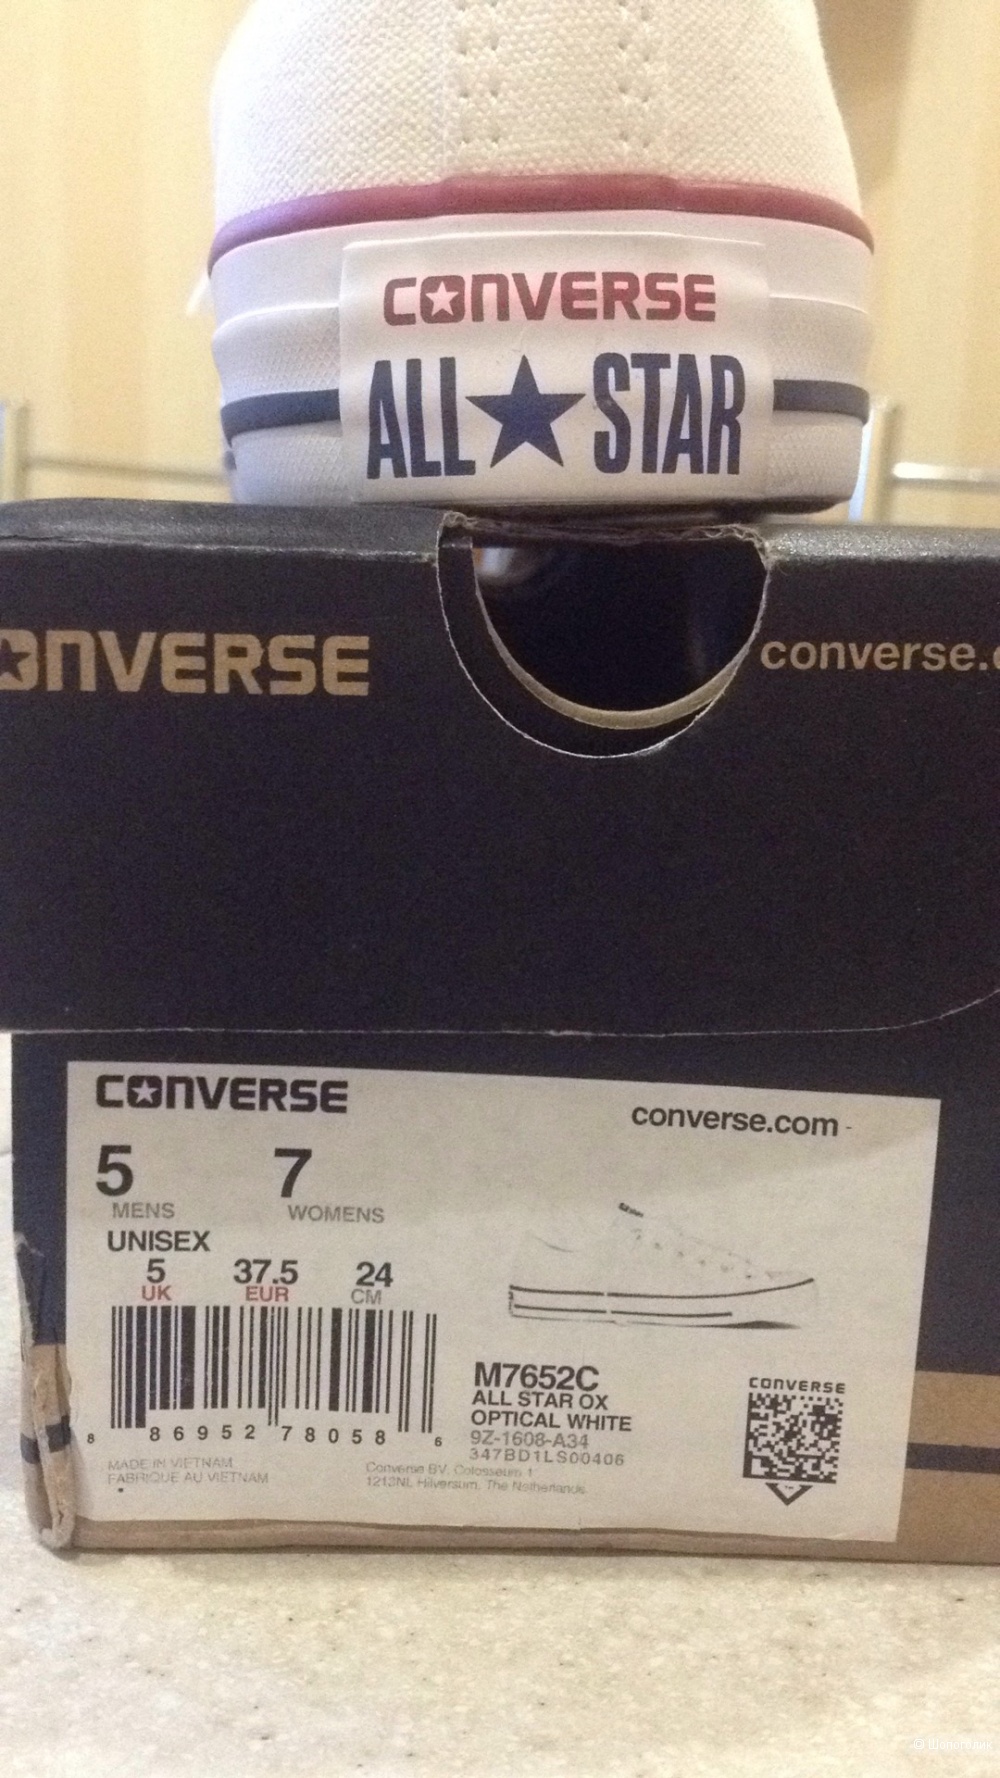 CONVERSE
ALL★STAR
CONVERSE
converse.c
CONVERSE
converse.com
5 7
MENS WOMENS
UNISEX
5 37.5 24
UK EUR CM
8 86952 78058 6
MADE IN VIETNAM
FABRIQUE AU VIETNAM
M7652C
ALL STAR OX
OPTICAL WHITE
9Z-1608-A34
347BD1LS00406
Converse BV. Colosseum 1
1213NL Hilversum. The Netherlands.
CONVERSE